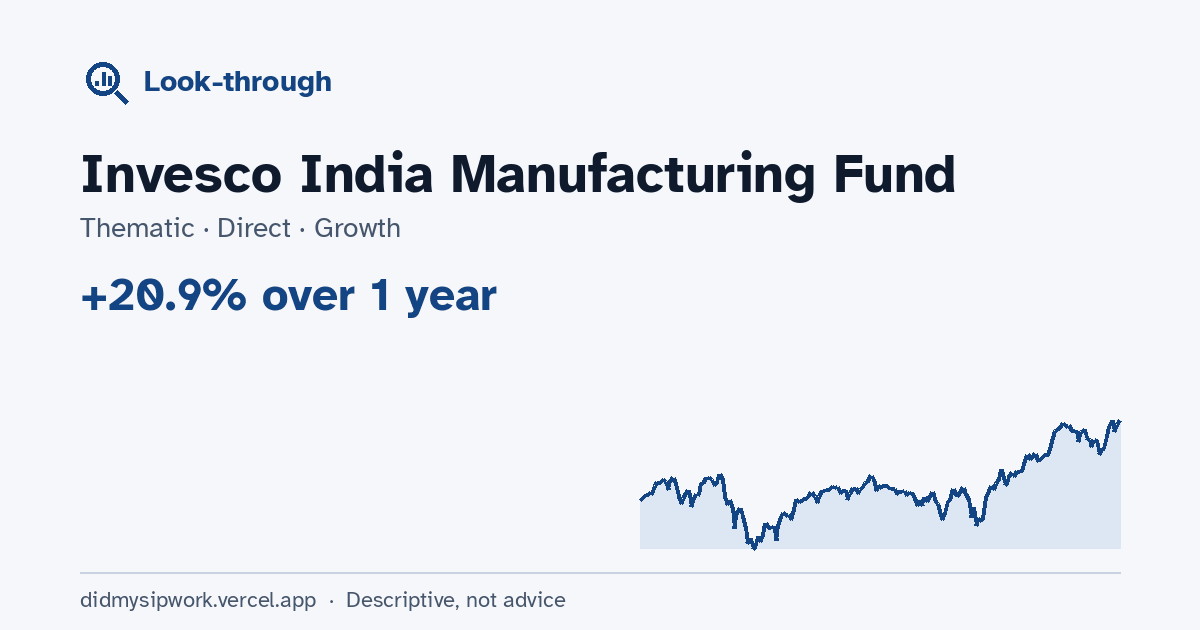 Look-through
Invesco India Manufacturing Fund
Thematic · Direct · Growth
+20.9% over 1 year
didmysipwork.vercel.app · Descriptive, not advice